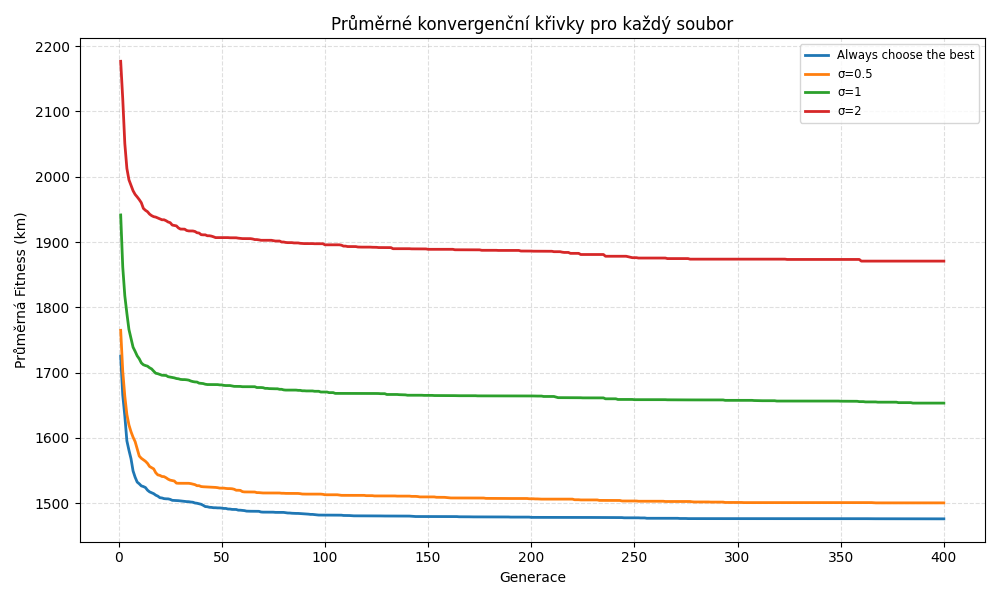 Průměrné konvergenční křivky pro každý soubor
Always choose the best
σ=0.5
σ=1
σ=2
Průměrná Fitness (km)
2200
2100
2000
1900
1800
1700
1600
1500
0 50 100 150 200 250 300 350 400
Generace